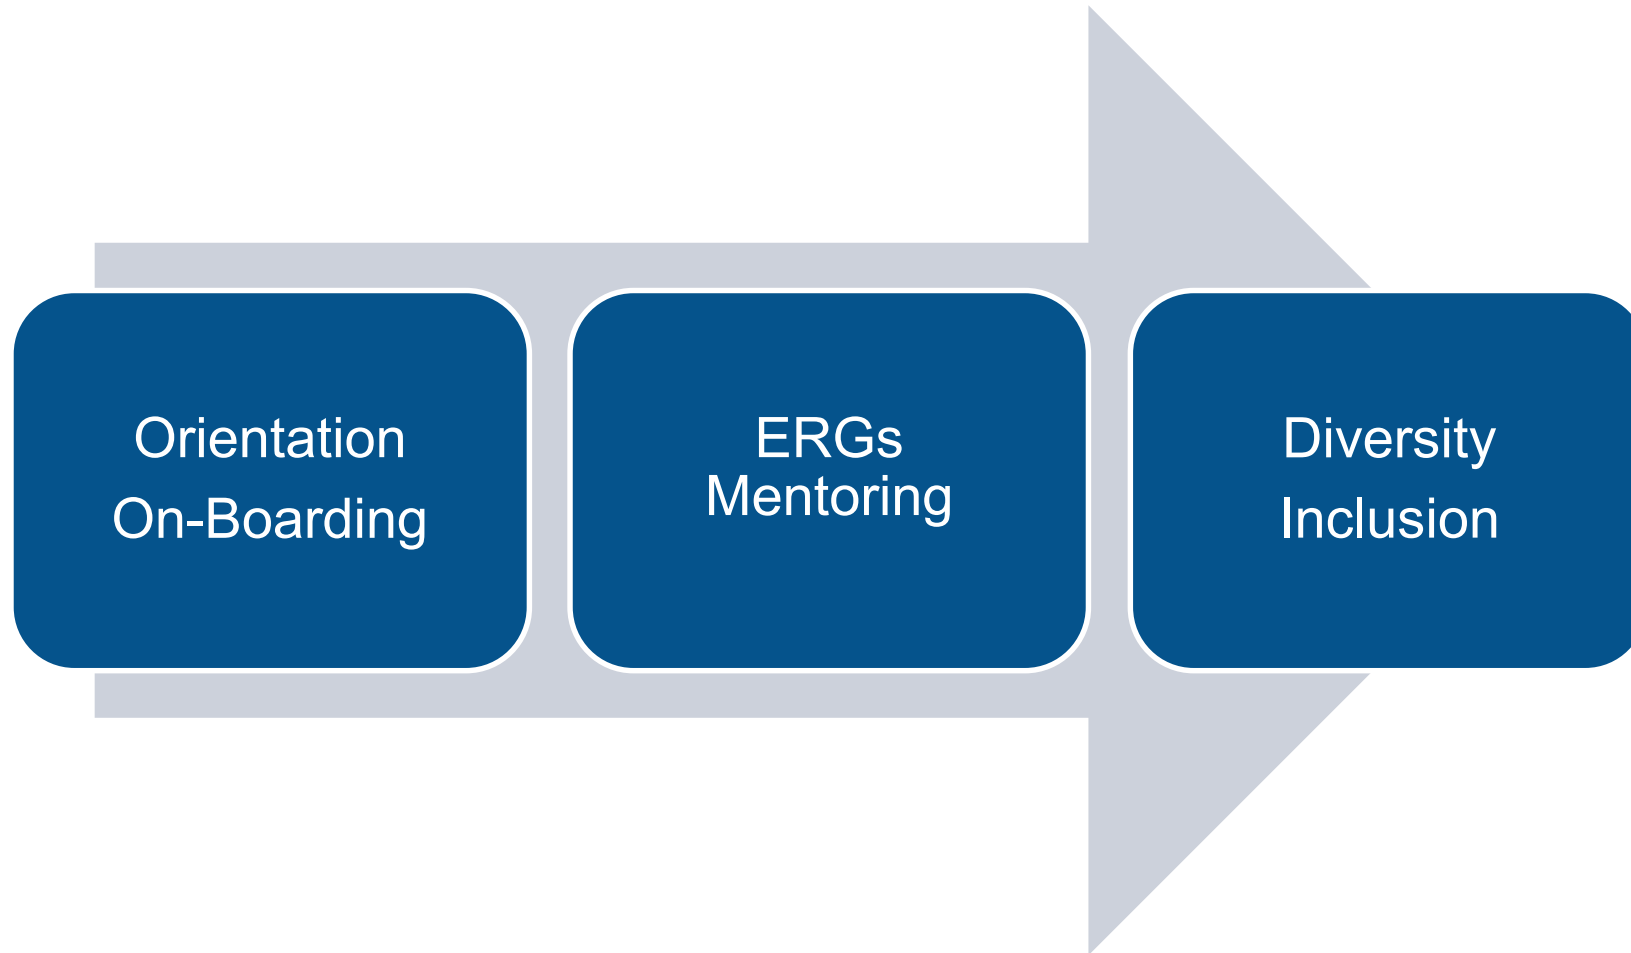 Orientation
On-Boarding
ERGs
Mentoring
Diversity
Inclusion